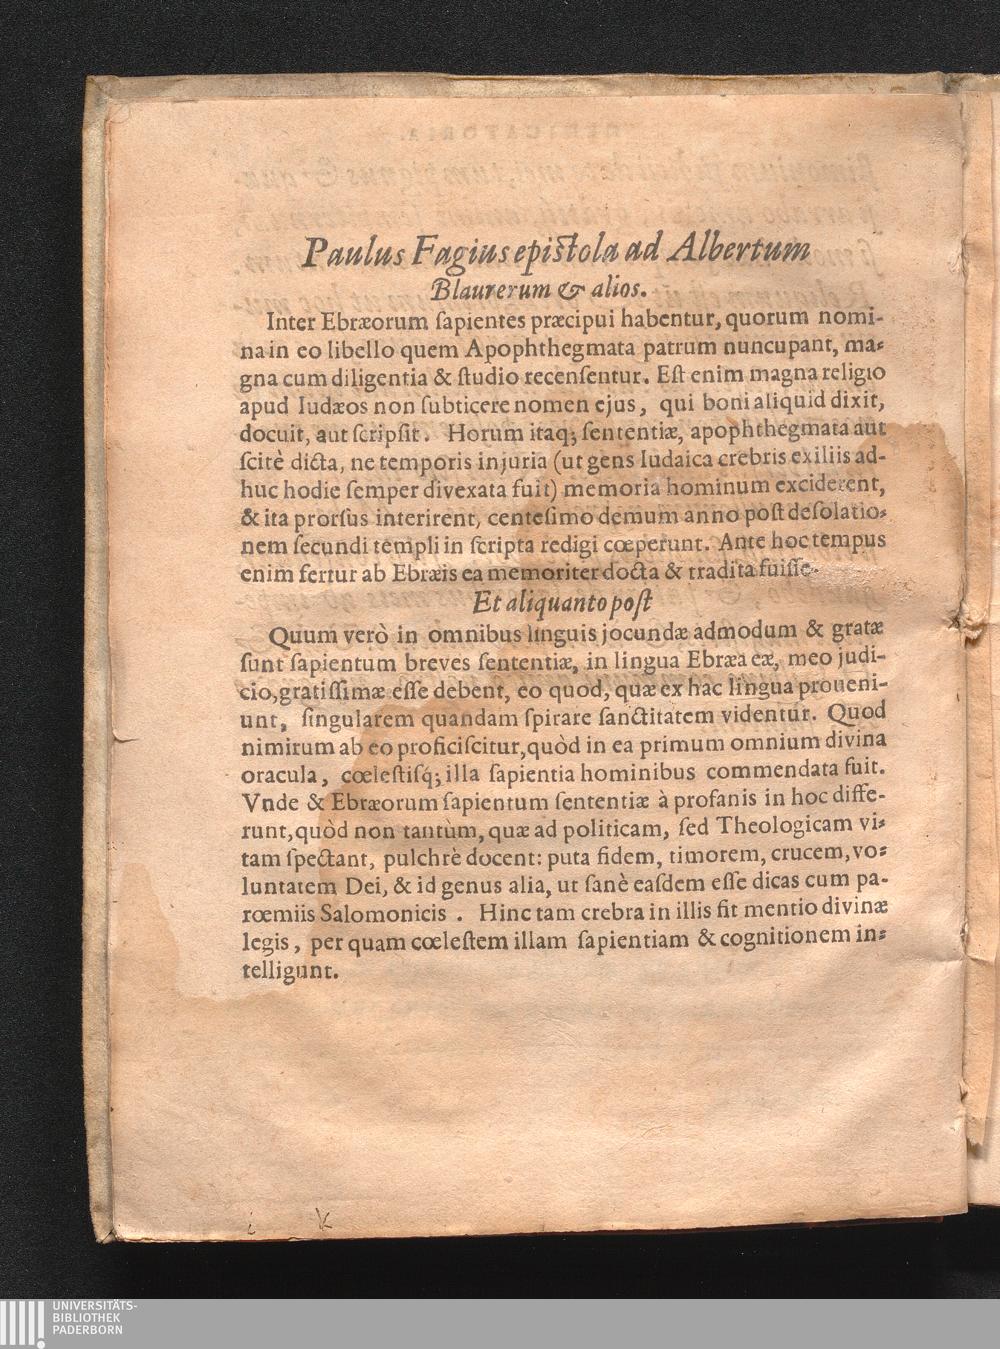 Paulus Fagius epistola ad Albertum
Blaurerum & alios.
Inter Ebræorum ſapientes præcipui habentur, quorum nomi-
na in eo libello quem Apophthegmata patrum nuncupant, ma-
gna cum diligentia & ſtudio recenſentur. Eſt enim magna religio
apud Iudæos non ſubticere nomen ejus, qui boni aliquid dixit,
docuit, aut ſcripſit. Horum itaq; ſententiæ, apophthegmata aut
ſcitè dicta, ne temporis injuria (ut gens Iudaica crebris exiliis ad-
huc hodie ſemper divexata fuit) memoria hominum exciderent,
& ita prorſus interirent, centeſimo demum anno poſt deſolatio-
nem ſecundi templi in ſcripta redigi cœperunt. Ante hoc tempus
enim fertur ab Ebræis ea memoriter docta & tradita fuiſſe.
Et aliquanto poſt
Quum verò in omnibus linguis jocundæ admodum & gratæ
ſunt ſapientum breves ſententiæ, in lingua Ebræa eæ, meo judi-
cio, gratiſſimæ eſſe debent, eo quod, quæ ex hac lingua proueni-
unt, ſingularem quandam ſpirare ſanctitatem videntur. Quod
nimirum ab eo proficiſcitur, quòd in ea primum omnium divina
oracula, cœleſtiſq́; illa ſapientia hominibus commendata fuit.
Vnde & Ebræorum ſapientum ſententiæ à profanis in hoc diffe-
runt, quòd non tantùm, quæ ad politicam, ſed Theologicam vi-
tam ſpectant, pulchrè docent: puta fidem, timorem, crucem, vo-
luntatem Dei, & id genus alia, ut ſanè eaſdem eſſe dicas cum pa-
rœmiis Salomonicis. Hinc tam crebra in illis fit mentio divinæ
legis, per quam cœleſtem illam ſapientiam & cognitionem in-
telligunt.
i k
UNIVERSITÄTS-
BIBLIOTHEK
PADERBORN